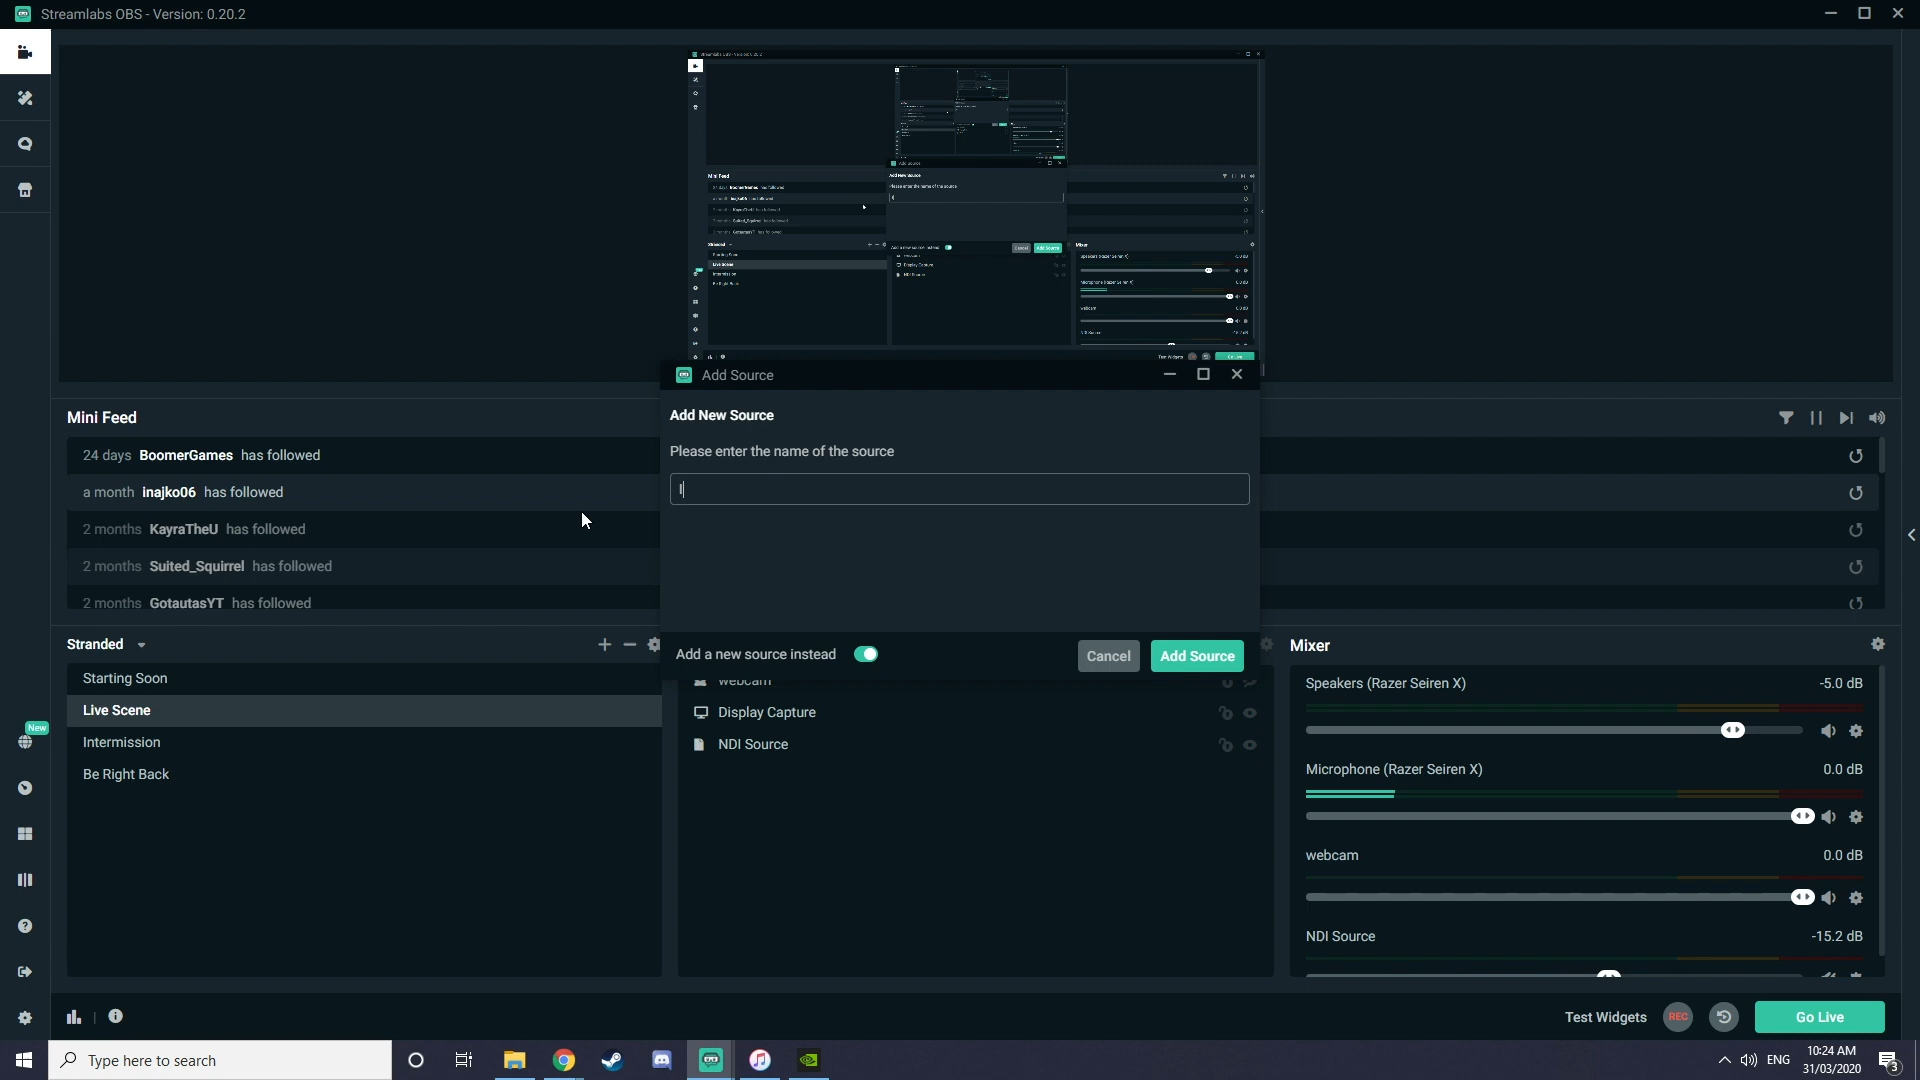 Streamlabs OBS - Version: 0.20.2
Add Source
Add New Source
Please enter the name of the source
I
Add a new source instead
Cancel
Add Source
Mini Feed
24 days BoomerGames has followed
a month inajko06 has followed
2 months KayraTheU has followed
2 months Suited_Squirrel has followed
2 months GotautasYT has followed
Stranded
Starting Soon
Live Scene
Intermission
Be Right Back
webcam
Display Capture
NDI Source
Mixer
Speakers (Razer Seiren X) -5.0 dB
Microphone (Razer Seiren X) 0.0 dB
webcam 0.0 dB
NDI Source -15.2 dB
New
Test Widgets
REC
Go Live
Type here to search
ENG
10:24 AM
31/03/2020
3